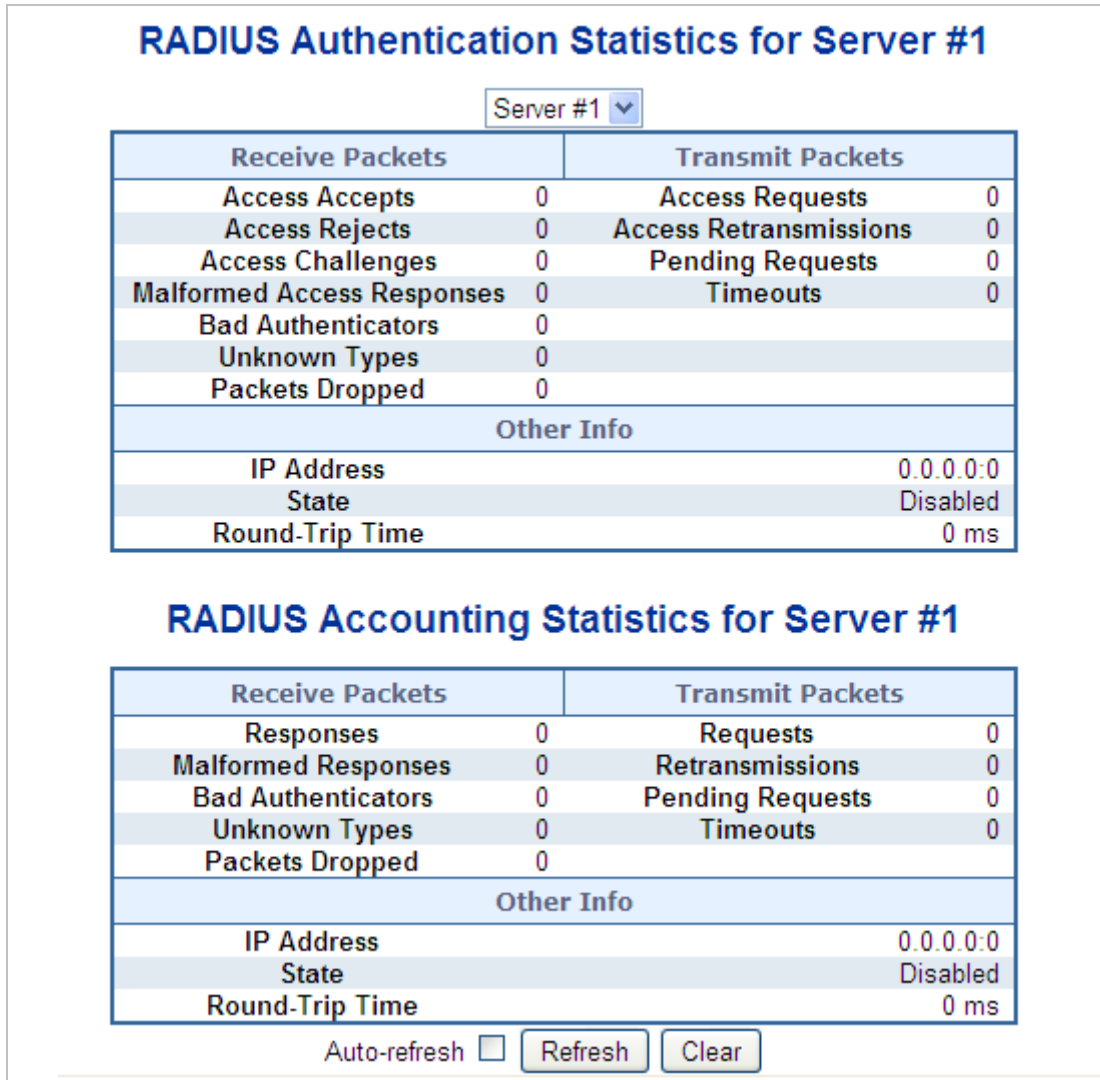 RADIUS Authentication Statistics for Server #1
Server #1
Receive Packets Transmit Packets
Access Accepts 0 Access Requests 0
Access Rejects 0 Access Retransmissions 0
Access Challenges 0 Pending Requests 0
Malformed Access Responses 0 Timeouts 0
Bad Authenticators 0
Unknown Types 0
Packets Dropped 0
Other Info
IP Address 0.0.0.0:0
State Disabled
Round-Trip Time 0 ms
RADIUS Accounting Statistics for Server #1
Receive Packets Transmit Packets
Responses 0 Requests 0
Malformed Responses 0 Retransmissions 0
Bad Authenticators 0 Pending Requests 0
Unknown Types 0 Timeouts 0
Packets Dropped 0
Other Info
IP Address 0.0.0.0:0
State Disabled
Round-Trip Time 0 ms
Auto-refresh Refresh Clear